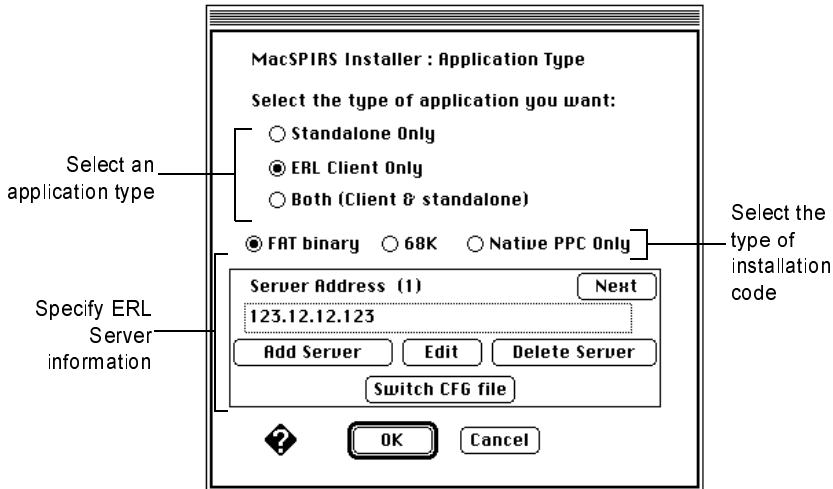 MacSPIRS Installer : Application Type
Select the type of application you want:
Standalone Only
ERL Client Only
Both (Client & standalone)
Select an
application type
FAT binary 68K Native PPC Only
Select the
type of
installation
code
Specify ERL
Server
information
Server Address (1) Next
123.12.12.123
Add Server Edit Delete Server
Switch CFG file
? OK Cancel